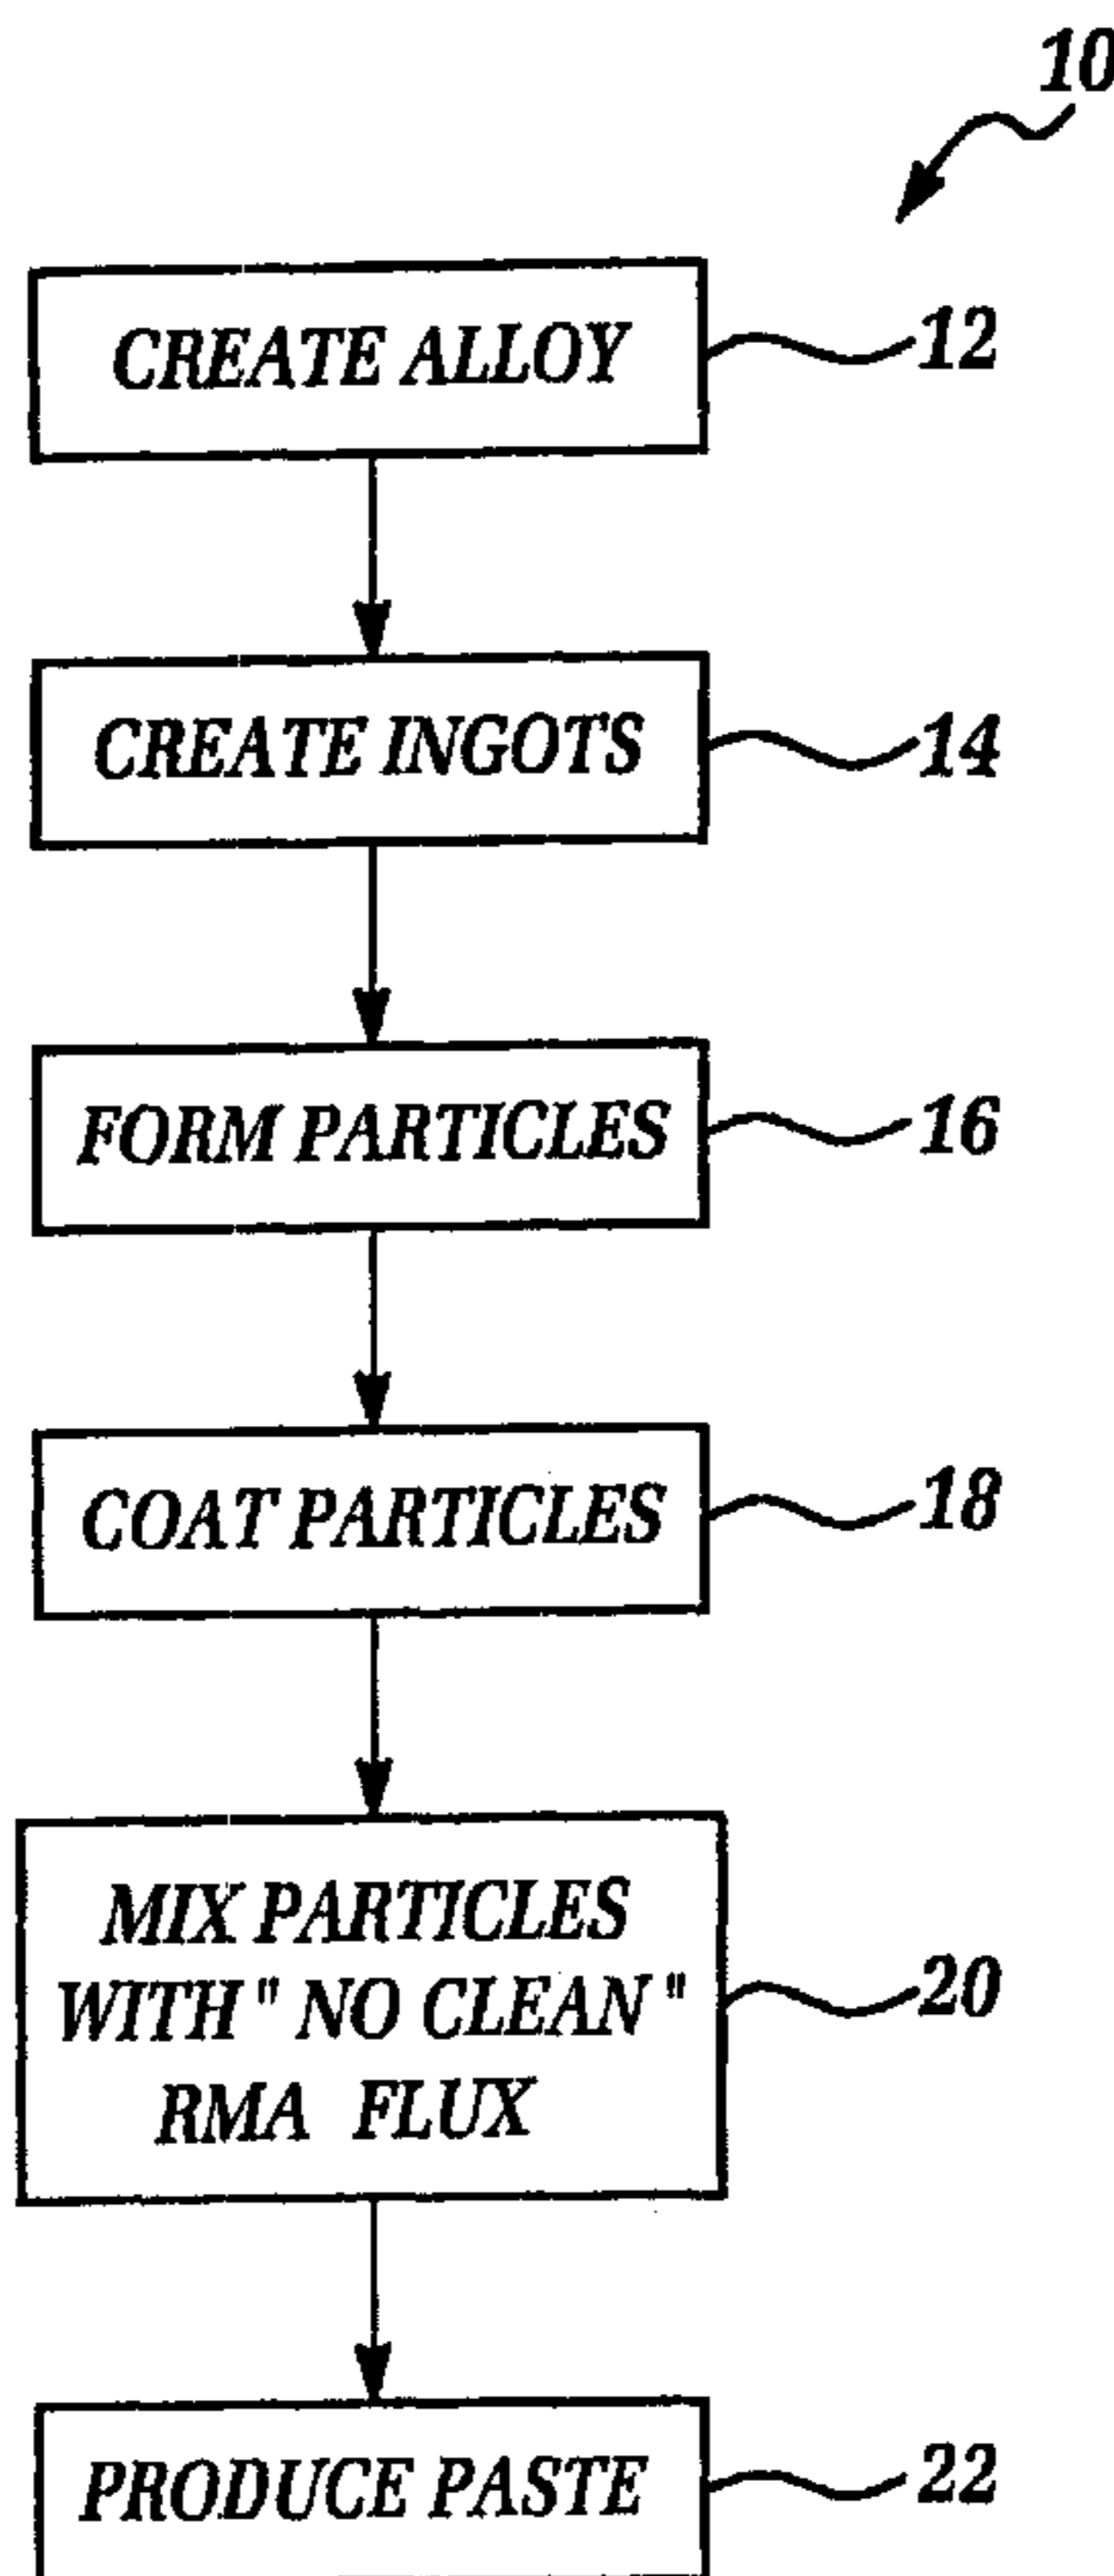 10
CREATE ALLOY
12
CREATE INGOTS
14
FORM PARTICLES
16
COAT PARTICLES
18
MIX PARTICLES
WITH " NO CLEAN "
RMA FLUX
20
PRODUCE PASTE
22